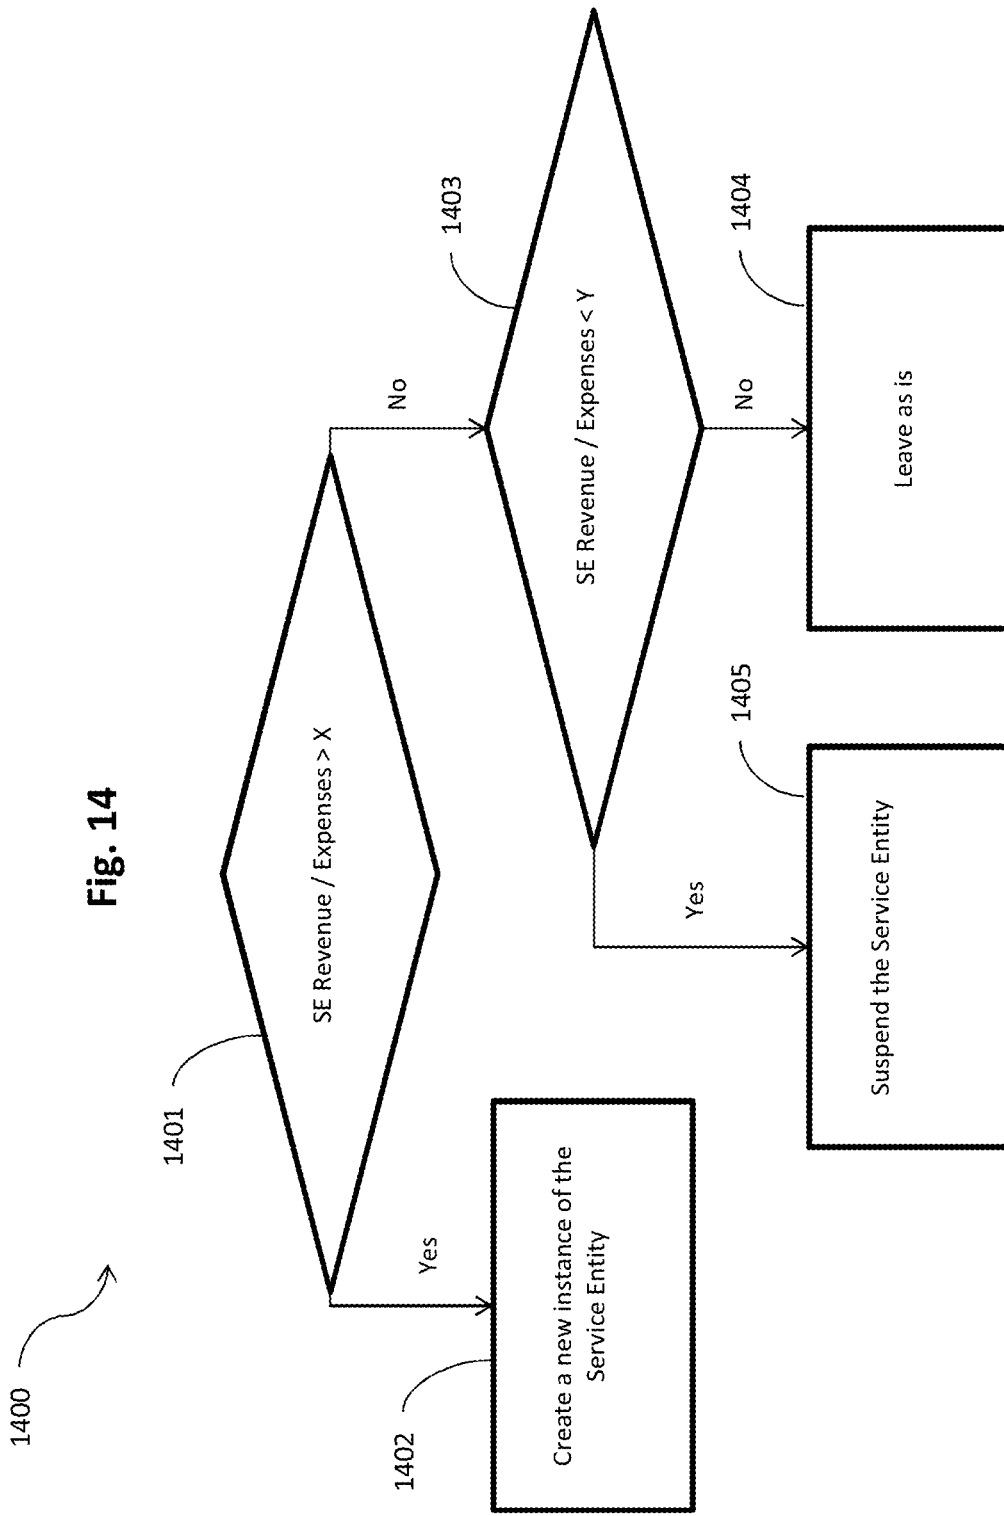 Fig. 14
1400
1401
SE Revenue / Expenses > X
Yes
No
1402
Create a new instance of the
Service Entity
1403
SE Revenue / Expenses < Y
Yes
No
1405
Suspend the Service Entity
1404
Leave as is